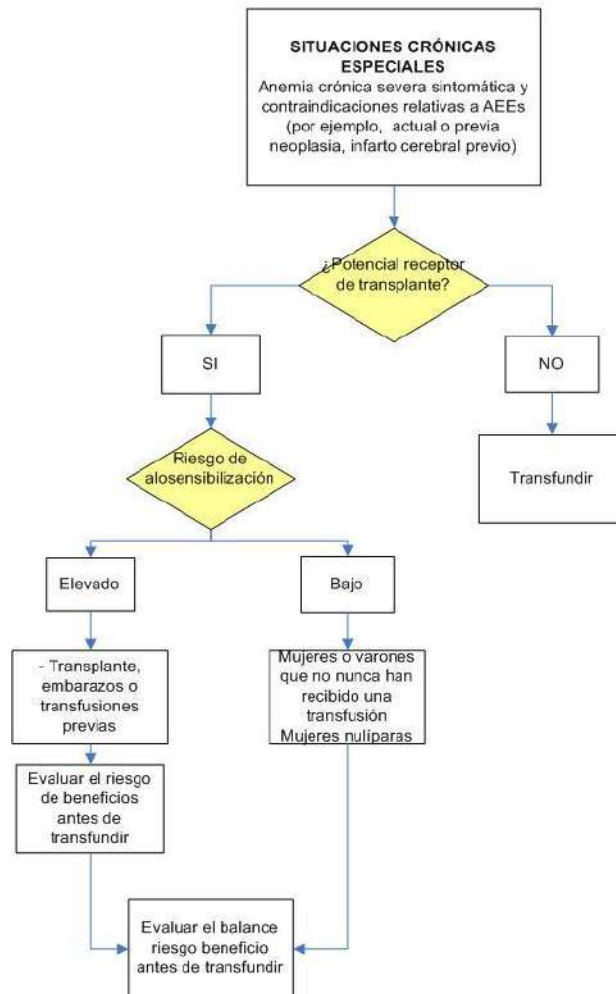 SITUACIONES CRÓNICAS
ESPECIALES
Anemia crónica severa sintomática y
contraindicaciones relativas a AEEs
(por ejemplo, actual o previa
neoplasia, infarto cerebral previo)
¿Potencial receptor
de transplante?
SI
NO
Riesgo de
alosensibilización
Transfundir
Elevado
Bajo
- Transplante,
embarazos o
transfusiones
previas
Mujeres o varones
que no nunca han
recibido una
transfusión
Mujeres nulíparas
Evaluar el riesgo
de beneficios
antes de
transfundir
Evaluar el balance
riesgo beneficio
antes de transfundir